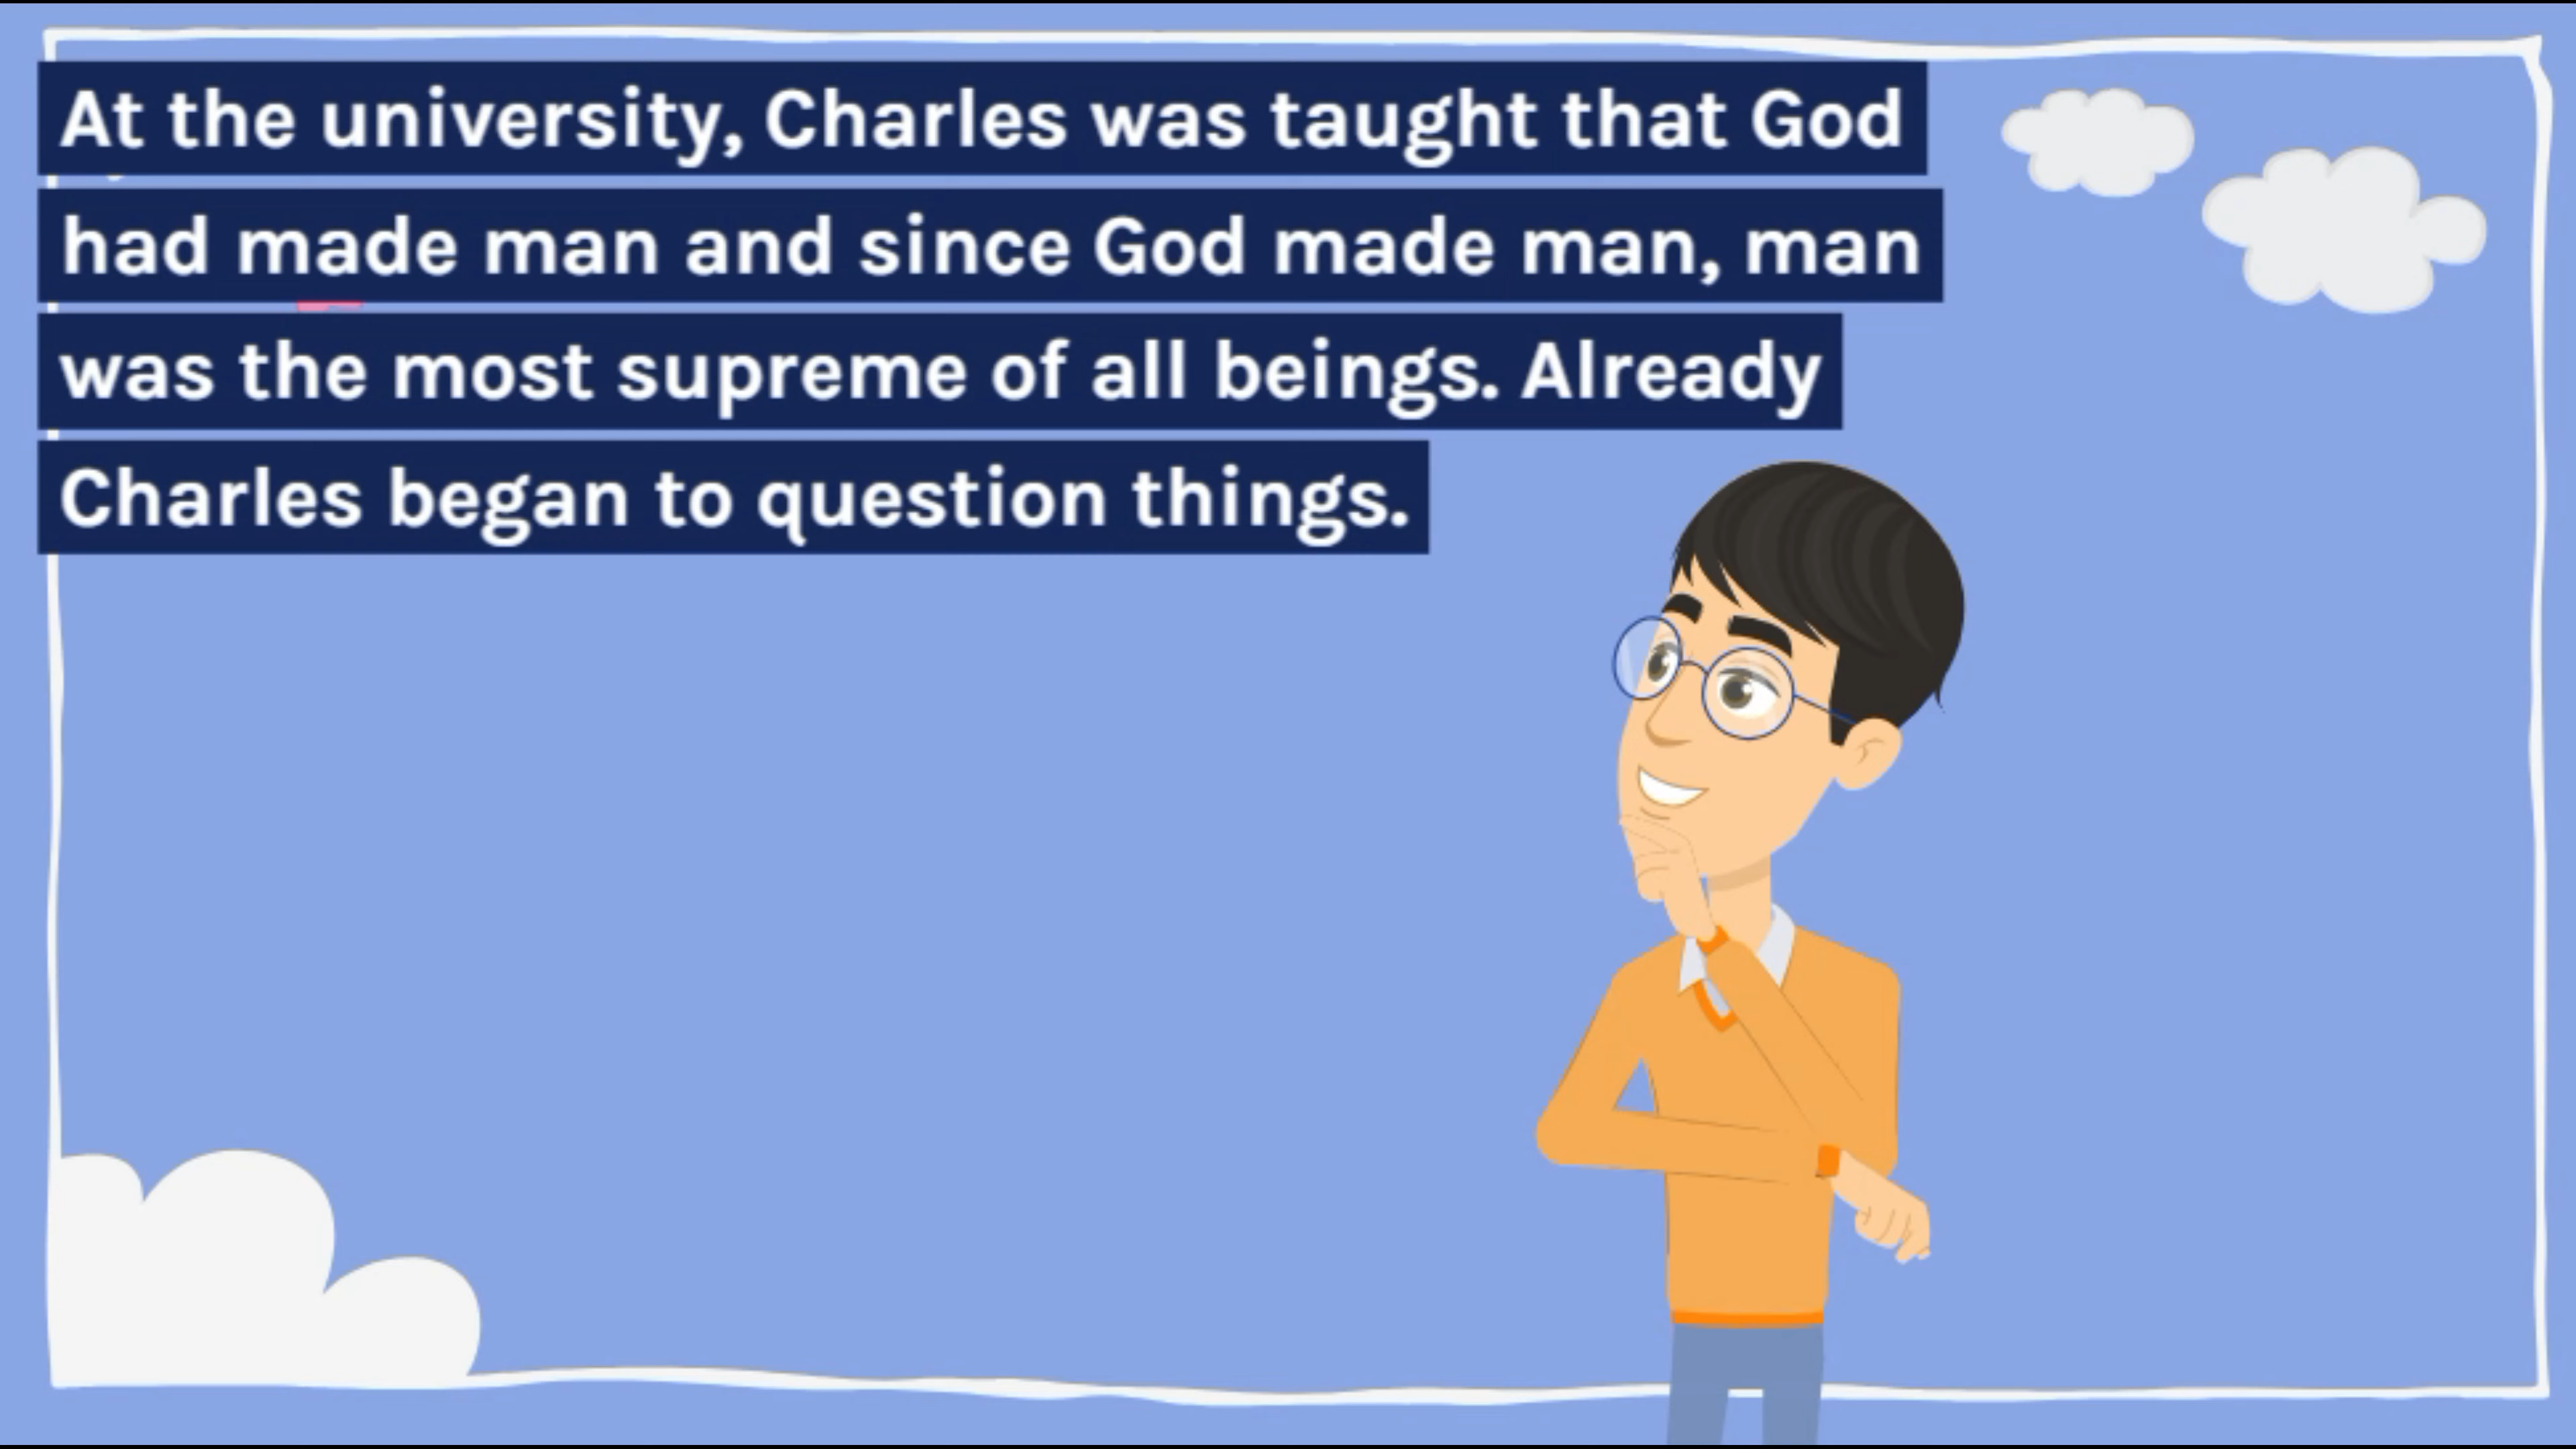 At the university, Charles was taught that God
had made man and since God made man, man
was the most supreme of all beings. Already
Charles began to question things.